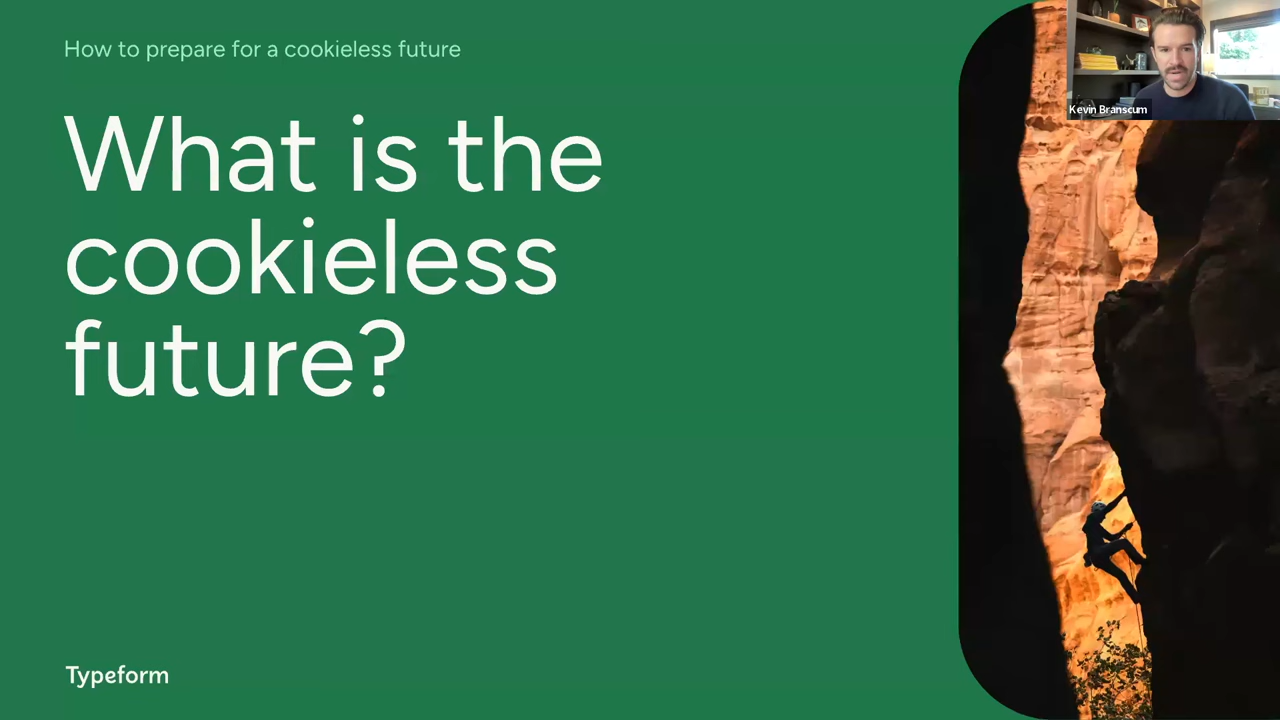 How to prepare for a cookieless future
What is the
cookieless
future?
Kevin Branscum
Typeform